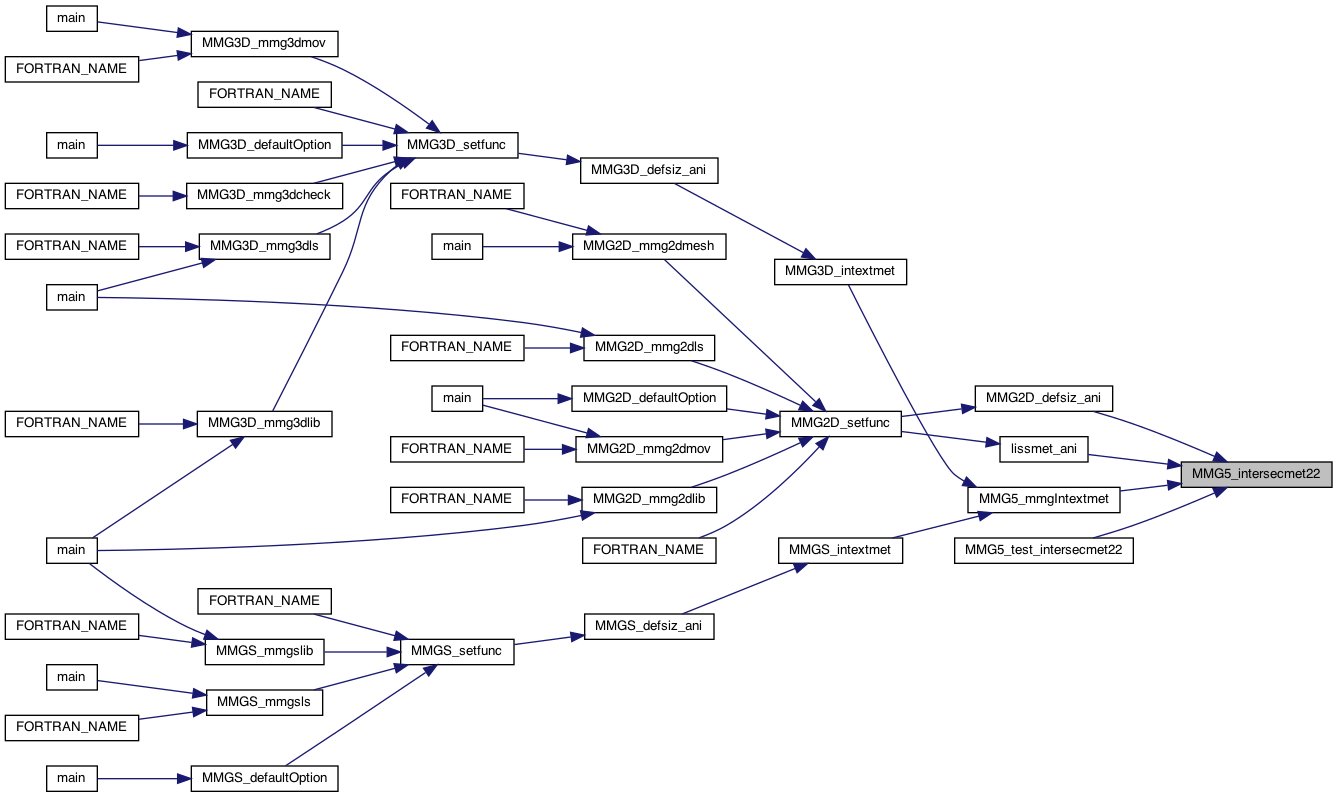 main
MMG3D_mmg3dmov
FORTRAN_NAME
FORTRAN_NAME
main
MMG3D_defaultOption
MMG3D_setfunc
MMG3D_defsiz_ani
FORTRAN_NAME
MMG3D_mmg3dcheck
FORTRAN_NAME
FORTRAN_NAME
MMG3D_mmg3dls
main
MMG2D_mmg2dmesh
MMG3D_intextmet
main
FORTRAN_NAME
MMG2D_mmg2dls
main
MMG2D_defaultOption
MMG2D_defsiz_ani
FORTRAN_NAME
MMG3D_mmg3dlib
MMG2D_setfunc
FORTRAN_NAME
MMG2D_mmg2dmov
lissmet_ani
MMG5_intersecmet22
FORTRAN_NAME
MMG2D_mmg2dlib
MMG5_mmgIntextmet
main
FORTRAN_NAME
MMGS_intextmet
MMG5_test_intersecmet22
FORTRAN_NAME
FORTRAN_NAME
MMGS_defsiz_ani
MMGS_mmgslib
MMGS_setfunc
main
MMGS_mmgsls
FORTRAN_NAME
main
MMGS_defaultOption